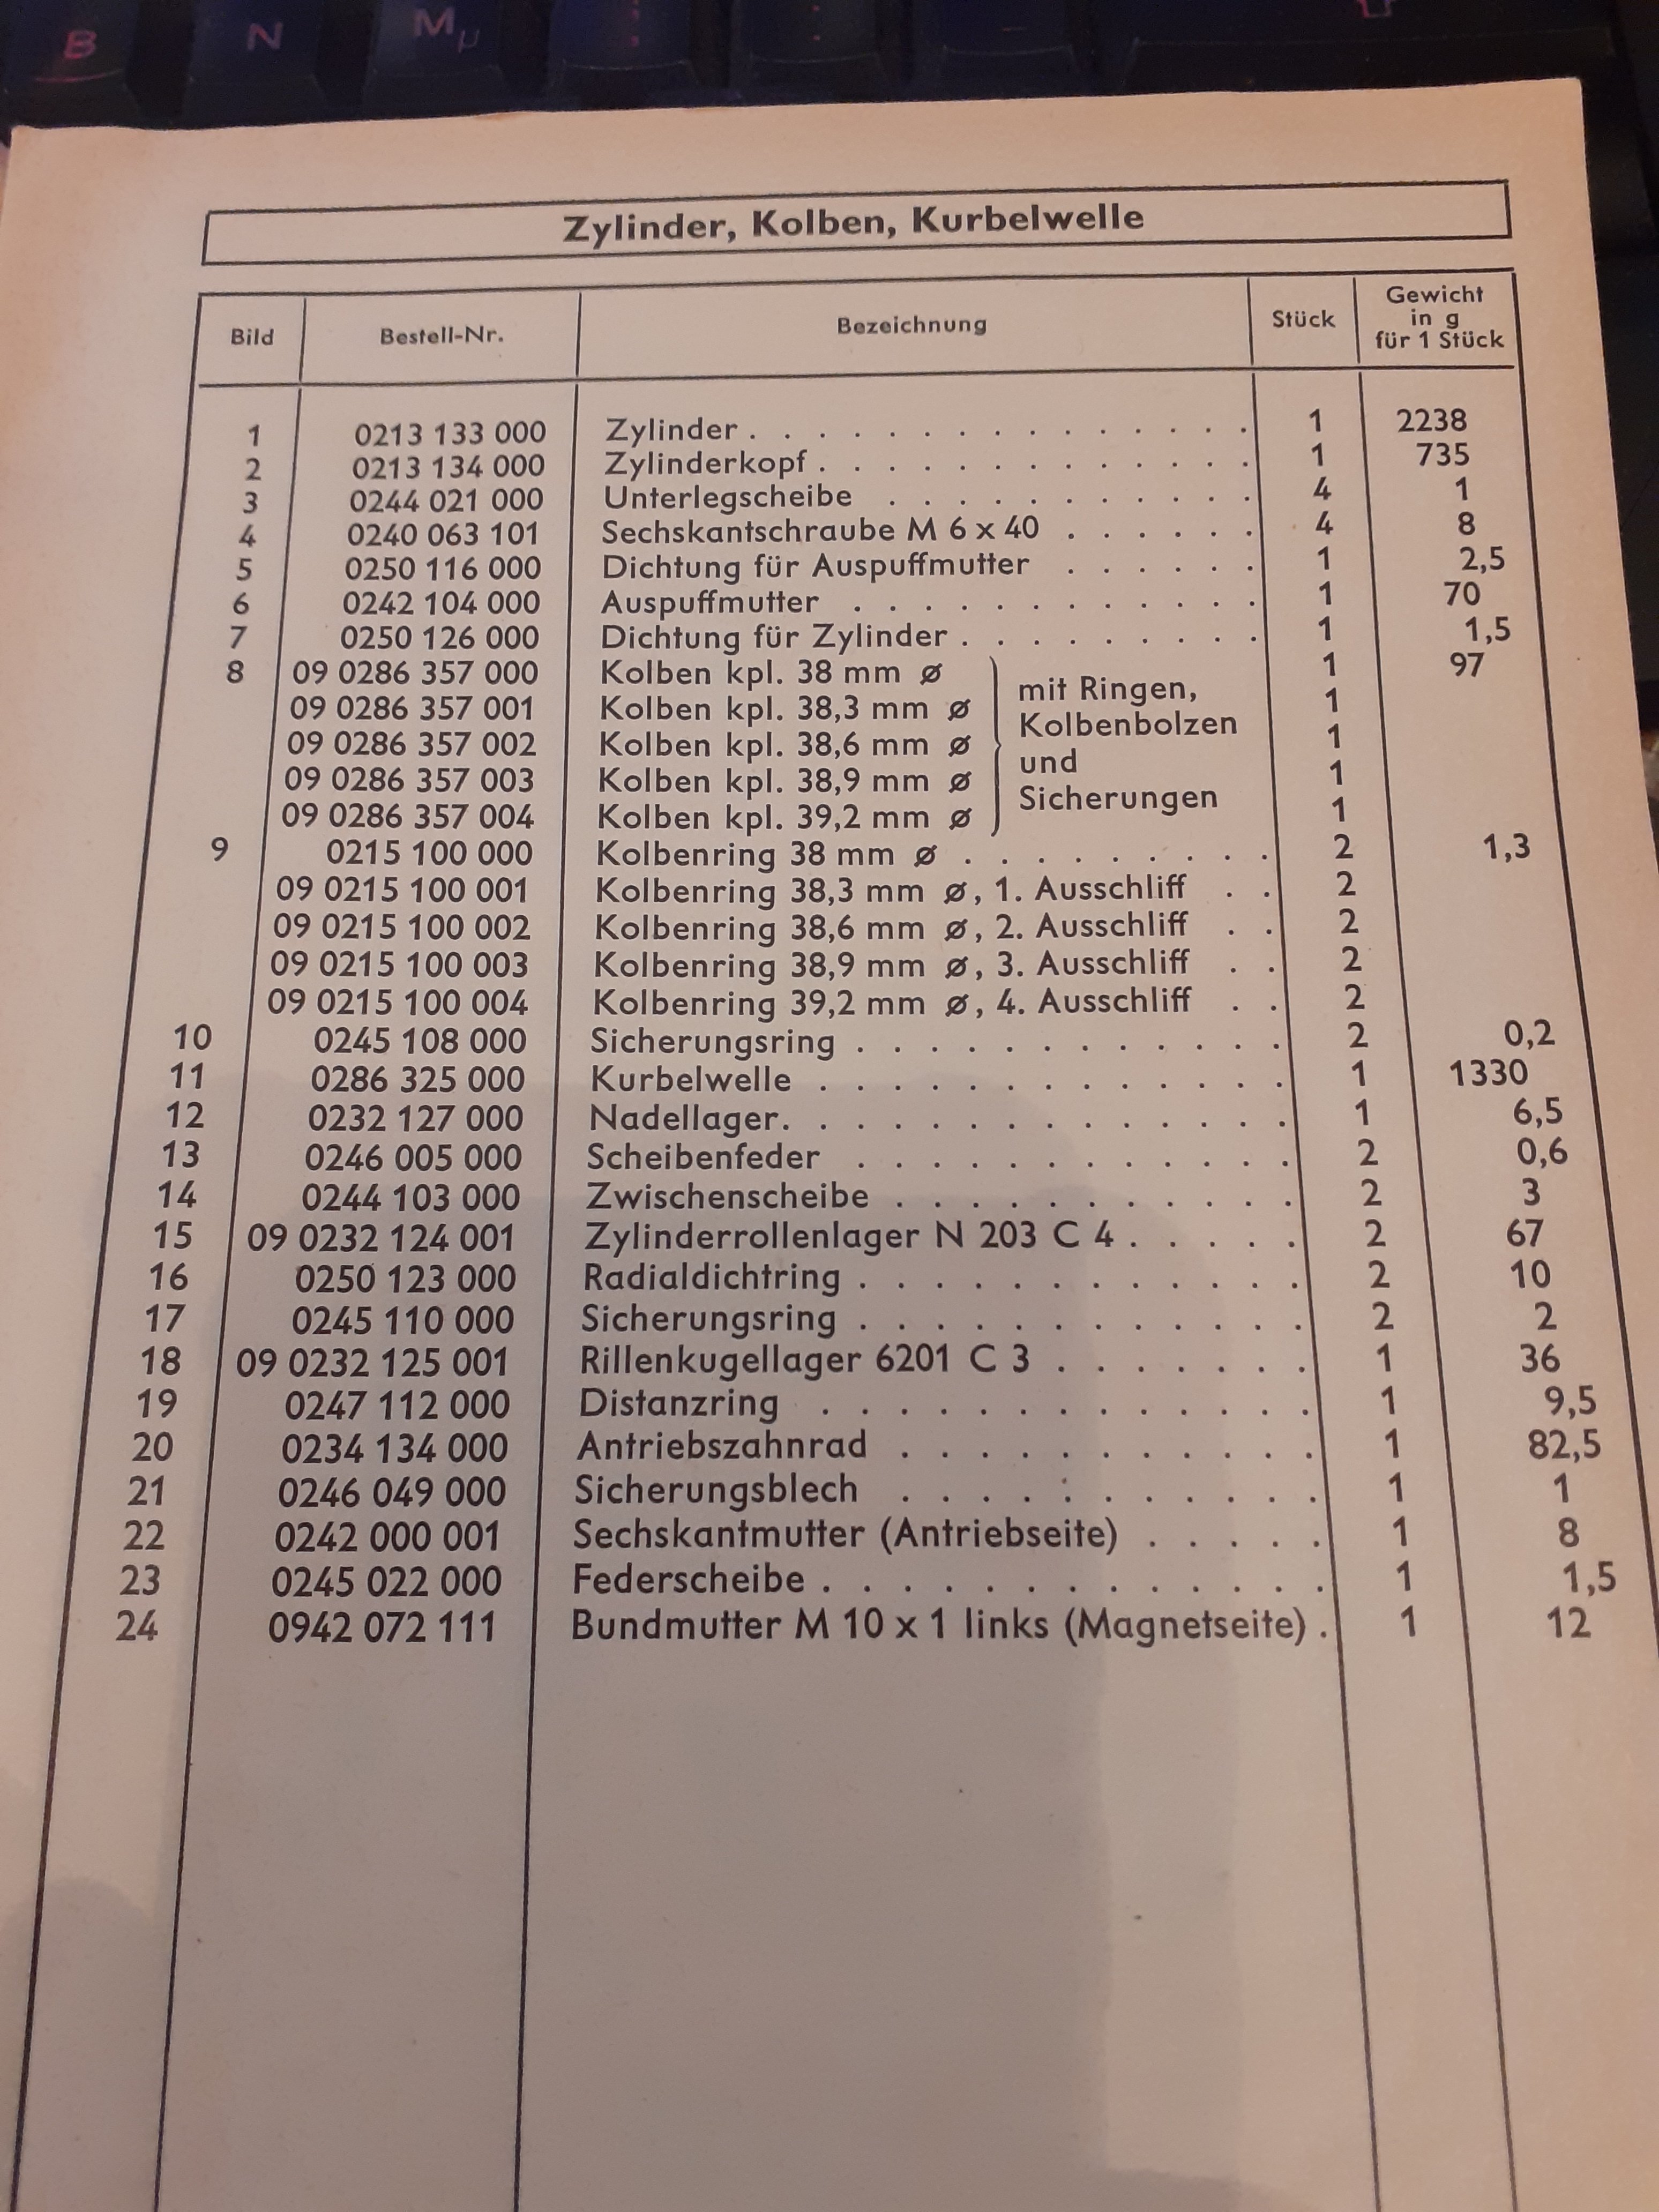 B N M µ
Zylinder, Kolben, Kurbelwelle
Bild Bestell-Nr. Bezeichnung Stück Gewicht in g für 1 Stück
1 0213 133 000 Zylinder . . . . . . . . . . . . . . . 1 2238
2 0213 134 000 Zylinderkopf . . . . . . . . . . . . . 1 735
3 0244 021 000 Unterlegscheibe . . . . . . . . . . . 4 1
4 0240 063 101 Sechskantschraube M 6 x 40 . . . . . . 4 8
5 0250 116 000 Dichtung für Auspuffmutter . . . . . . 1 2,5
6 0242 104 000 Auspuffmutter . . . . . . . . . . . . 1 70
7 0250 126 000 Dichtung für Zylinder . . . . . . . . . 1 1,5
8 09 0286 357 000 Kolben kpl. 38 mm ø 1 97
09 0286 357 001 Kolben kpl. 38,3 mm ø 1
09 0286 357 002 Kolben kpl. 38,6 mm ø 1
09 0286 357 003 Kolben kpl. 38,9 mm ø 1
09 0286 357 004 Kolben kpl. 39,2 mm ø 1
mit Ringen,
Kolbenbolzen
und
Sicherungen
9 0215 100 000 Kolbenring 38 mm ø . . . . . . . . . 2 1,3
09 0215 100 001 Kolbenring 38,3 mm ø, 1. Ausschliff . . 2
09 0215 100 002 Kolbenring 38,6 mm ø, 2. Ausschliff . . 2
09 0215 100 003 Kolbenring 38,9 mm ø, 3. Ausschliff . . 2
09 0215 100 004 Kolbenring 39,2 mm ø, 4. Ausschliff . . 2
10 0245 108 000 Sicherungsring . . . . . . . . . . . . 2 0,2
11 0286 325 000 Kurbelwelle . . . . . . . . . . . . . 1 1330
12 0232 127 000 Nadellager. . . . . . . . . . . . . . 1 6,5
13 0246 005 000 Scheibenfeder . . . . . . . . . . . . 2 0,6
14 0244 103 000 Zwischenscheibe . . . . . . . . . . . 2 3
15 09 0232 124 001 Zylinderrollenlager N 203 C 4 . . . . . 2 67
16 0250 123 000 Radialdichtring . . . . . . . . . . . . 2 10
17 0245 110 000 Sicherungsring . . . . . . . . . . . . 2 2
18 09 0232 125 001 Rillenkugellager 6201 C 3 . . . . . . . 1 36
19 0247 112 000 Distanzring . . . . . . . . . . . . . 1 9,5
20 0234 134 000 Antriebszahnrad . . . . . . . . . . . 1 82,5
21 0246 049 000 Sicherungsblech . . . . . . . . . . . 1 1
22 0242 000 001 Sechskantmutter (Antriebseite) . . . . . 1 8
23 0245 022 000 Federscheibe . . . . . . . . . . . . . 1 1,5
24 0942 072 111 Bundmutter M 10 x 1 links (Magnetseite) . 1 12